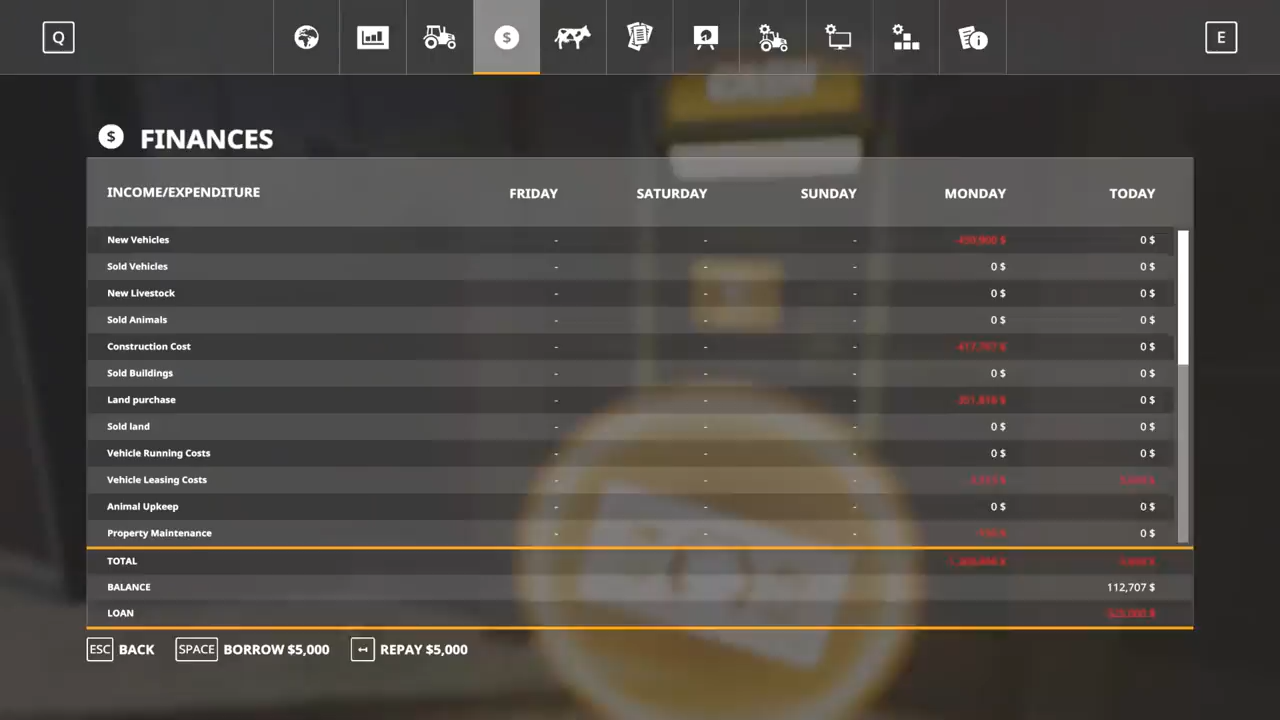 Q
E
FINANCES
INCOME/EXPENDITURE FRIDAY SATURDAY SUNDAY MONDAY TODAY
New Vehicles - - - 0 $
Sold Vehicles - - - 0 $ 0 $
New Livestock - - - 0 $ 0 $
Sold Animals - - - 0 $ 0 $
Construction Cost - - - 0 $
Sold Buildings - - - 0 $ 0 $
Land purchase - - - 0 $
Sold land - - - 0 $ 0 $
Vehicle Running Costs - - - 0 $ 0 $
Vehicle Leasing Costs - - -
Animal Upkeep - - - 0 $ 0 $
Property Maintenance - - - 0 $
TOTAL
BALANCE 112,707 $
LOAN
ESC BACK SPACE BORROW $5,000 ↔ REPAY $5,000